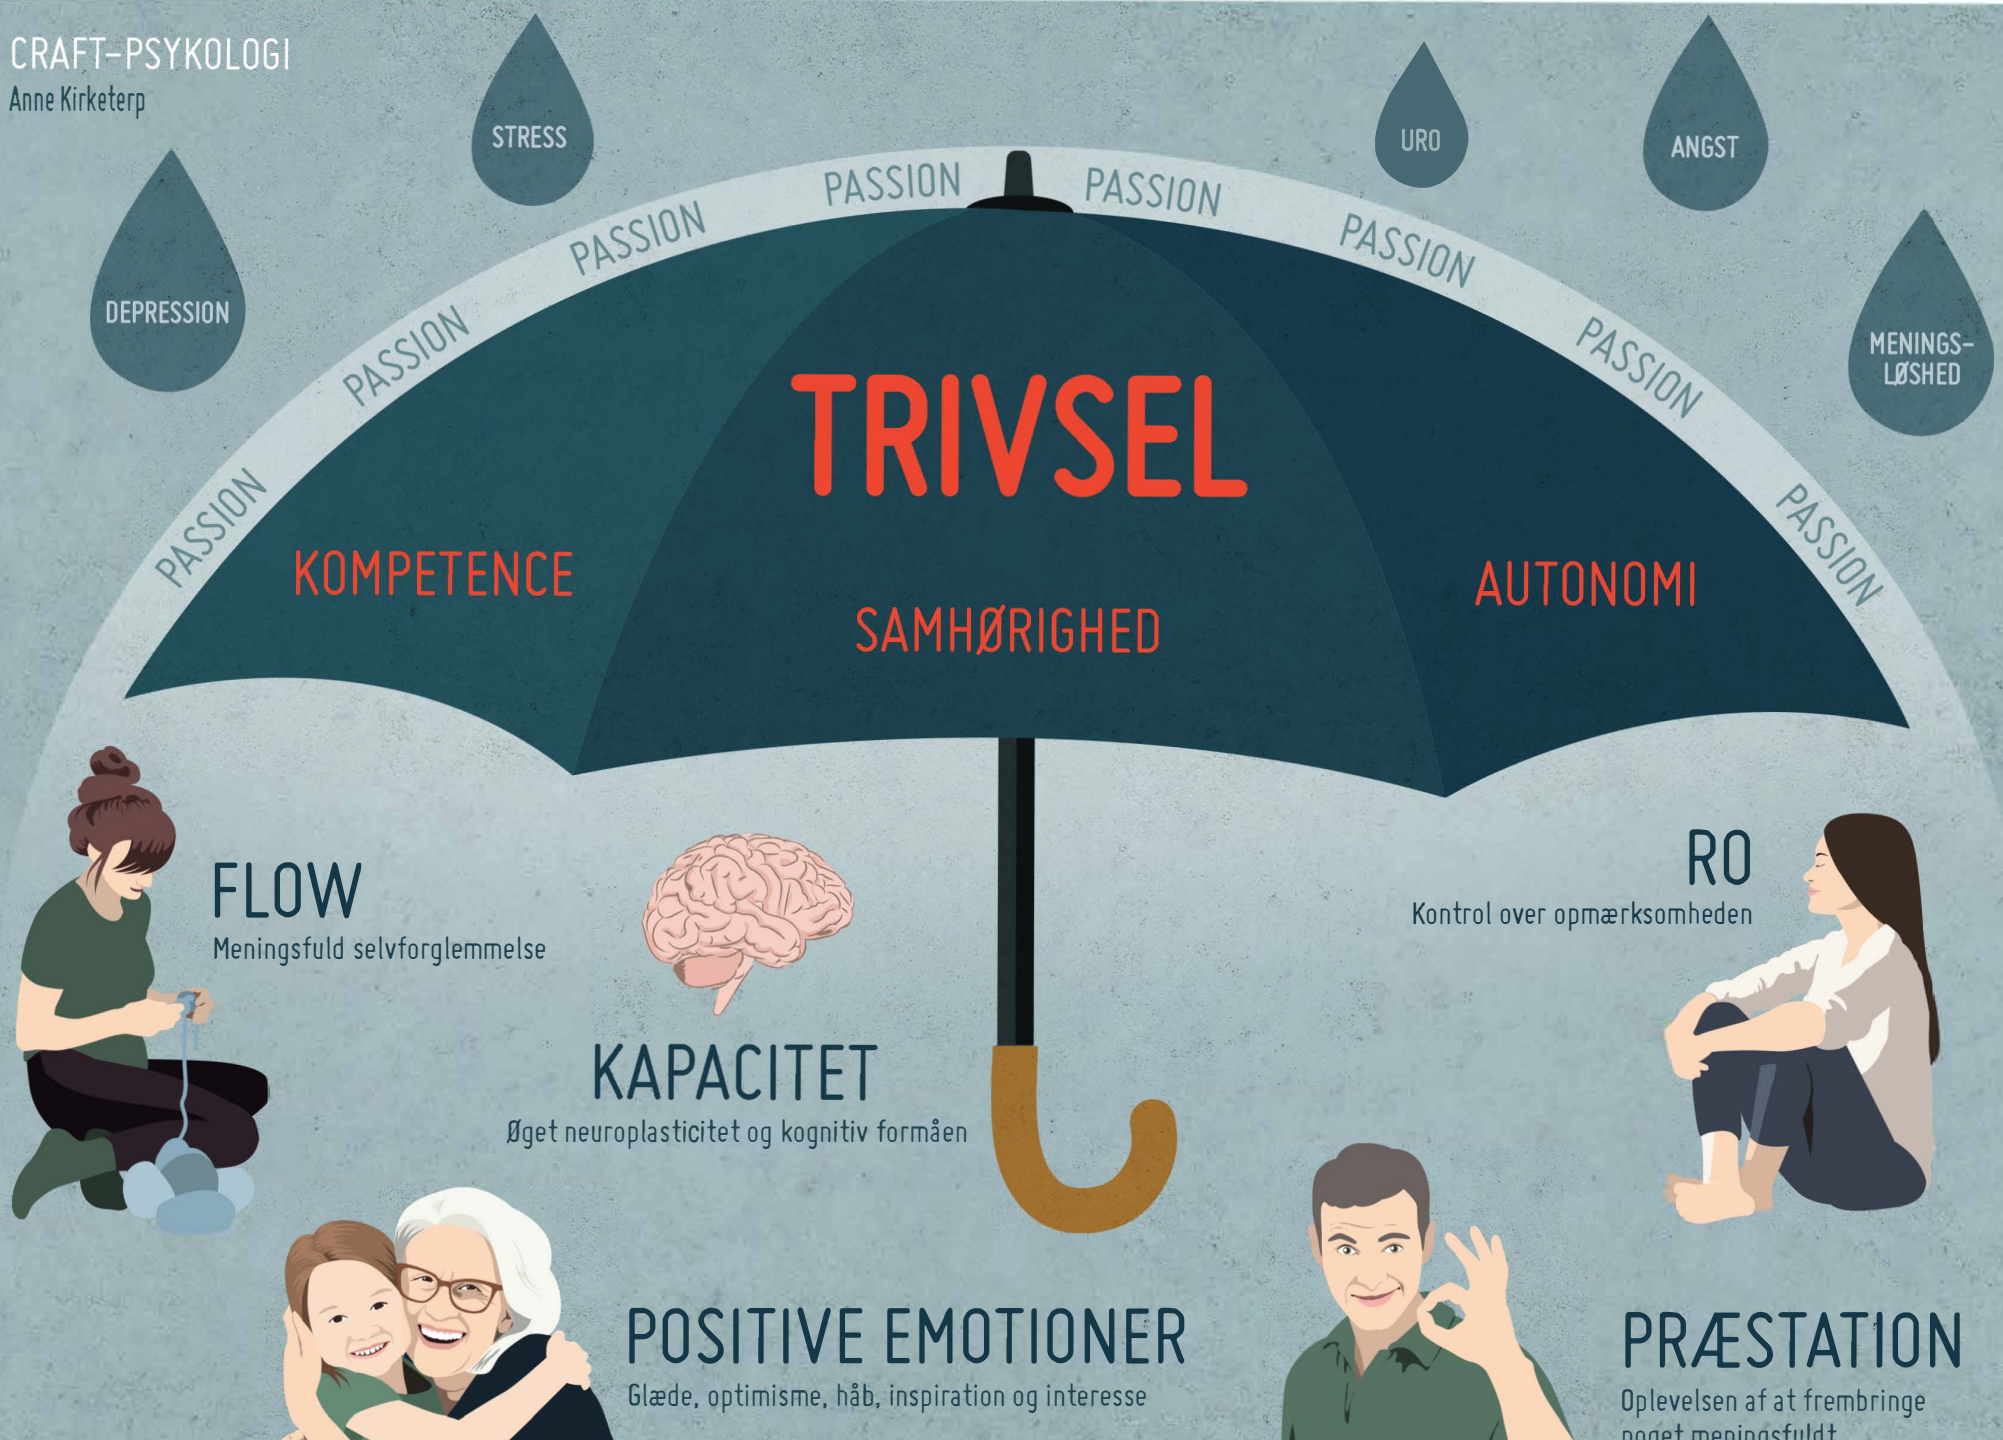 CRAFT-PSYKOLOGI
Anne Kirketerp
STRESS
URO
ANGST
DEPRESSION
MENINGS-
LØSHED
PASSION
PASSION
PASSION
PASSION
PASSION
PASSION
PASSION
PASSION
TRIVSEL
KOMPETENCE
SAMHØRIGHED
AUTONOMI
FLOW
Meningsfuld selvforglemmelse
RO
Kontrol over opmærksomheden
KAPACITET
Øget neuroplasticitet og kognitiv formåen
POSITIVE EMOTIONER
Glæde, optimisme, håb, inspiration og interesse
PRÆSTATION
Oplevelsen af at frembringe
noget meningsfuldt